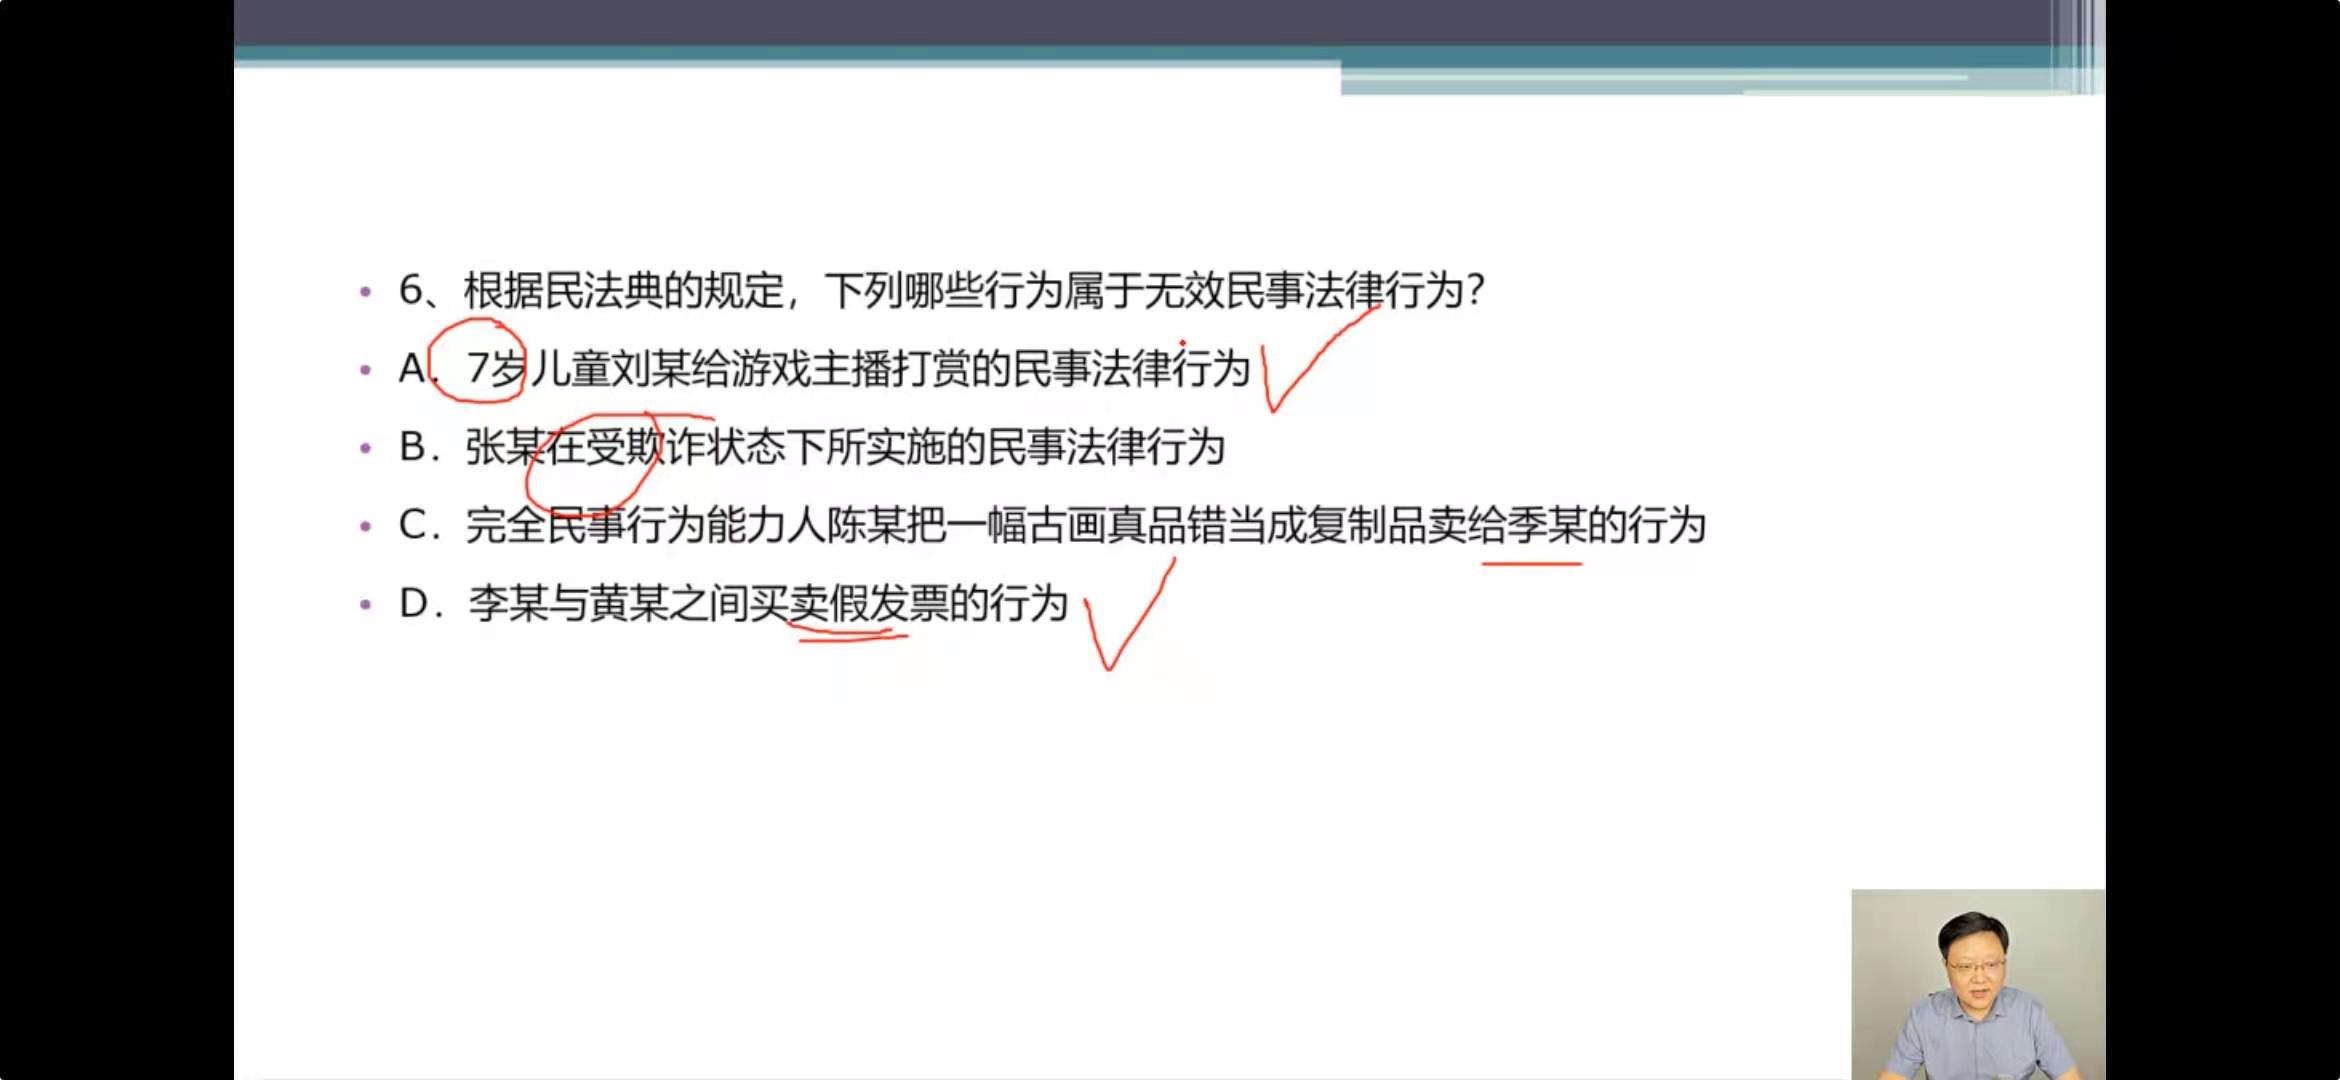 6、根据民法典的规定，下列哪些行为属于无效民事法律行为？
A．7岁儿童刘某给游戏主播打赏的民事法律行为
B．张某在受欺诈状态下所实施的民事法律行为
C．完全民事行为能力人陈某把一幅古画真品错当成复制品卖给季某的行为
D．李某与黄某之间买卖假发票的行为